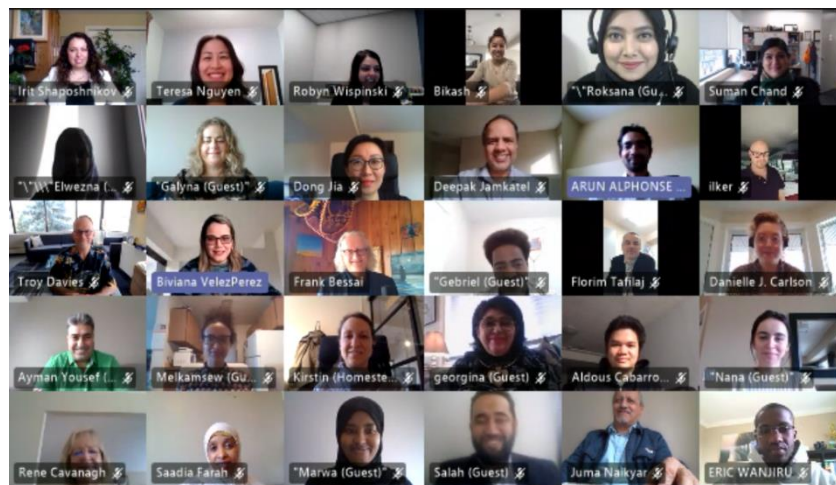 Irit Shaposhnikov
Teresa Nguyen
Robyn Wispinski
Bikash
"\"Roksana (Gu...
Suman Chand
"\"\\\" Elwezna (...
"Galyna (Guest)"
Dong Jia
Deepak Jamkatel
ARUN ALPHONSE ...
ilker
Troy Davies
Biviana VelezPerez
Frank Bessai
"Gebriel (Guest)"
Florim Tafilaj
Danielle J. Carlson
Ayman Yousef (...
Melkamsew (Gu...
Kirstin (Homeste...
georgina (Guest)
Aldous Cabarro...
"Nana (Guest)"
Rene Cavanagh
Saadia Farah
"Marwa (Guest)"
Salah (Guest)
Juma Naikyar
ERIC WANJIRU